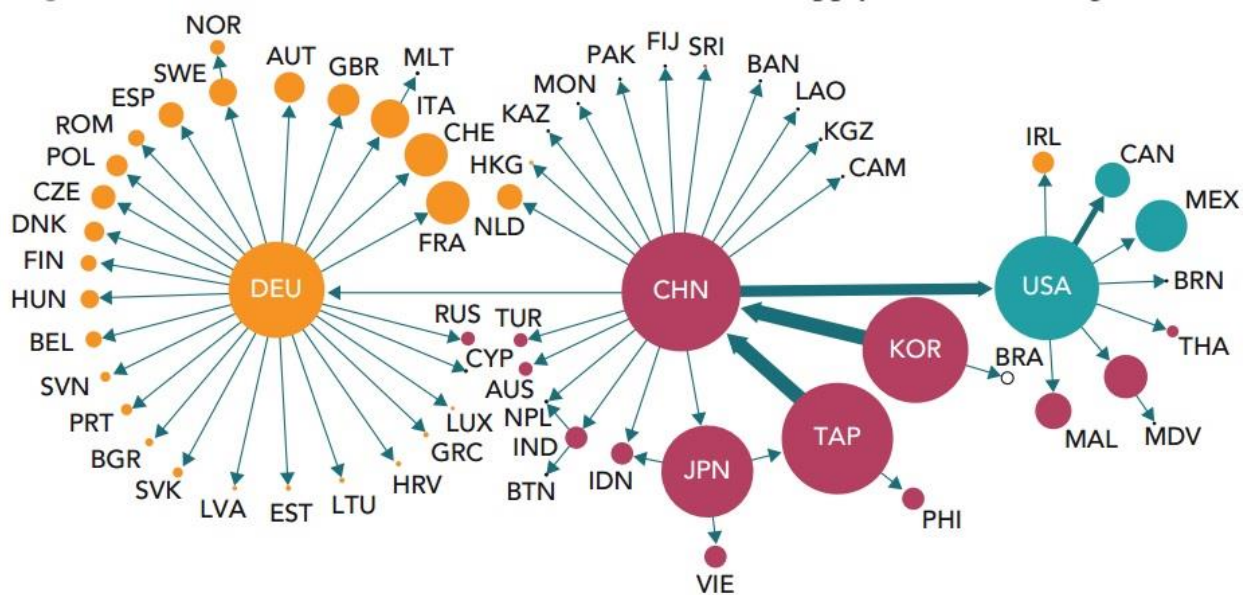 NOR
SWE
AUT
GBR
MLT
ESP
ITA
ROM
CHE
POL
CZE
DNK
FRA
FIN
DEU
HUN
BEL
RUS
CYP
SVN
PRT
LUX
BGR
GRC
SVK
HRV
LVA
EST
LTU
PAK
FIJ
SRI
MON
BAN
KAZ
LAO
HKG
KGZ
CAM
NLD
CHN
TUR
AUS
NPL
IND
IDN
BTN
JPN
TAP
KOR
BRA
PHI
VIE
IRL
CAN
MEX
USA
BRN
THA
MAL
MDV